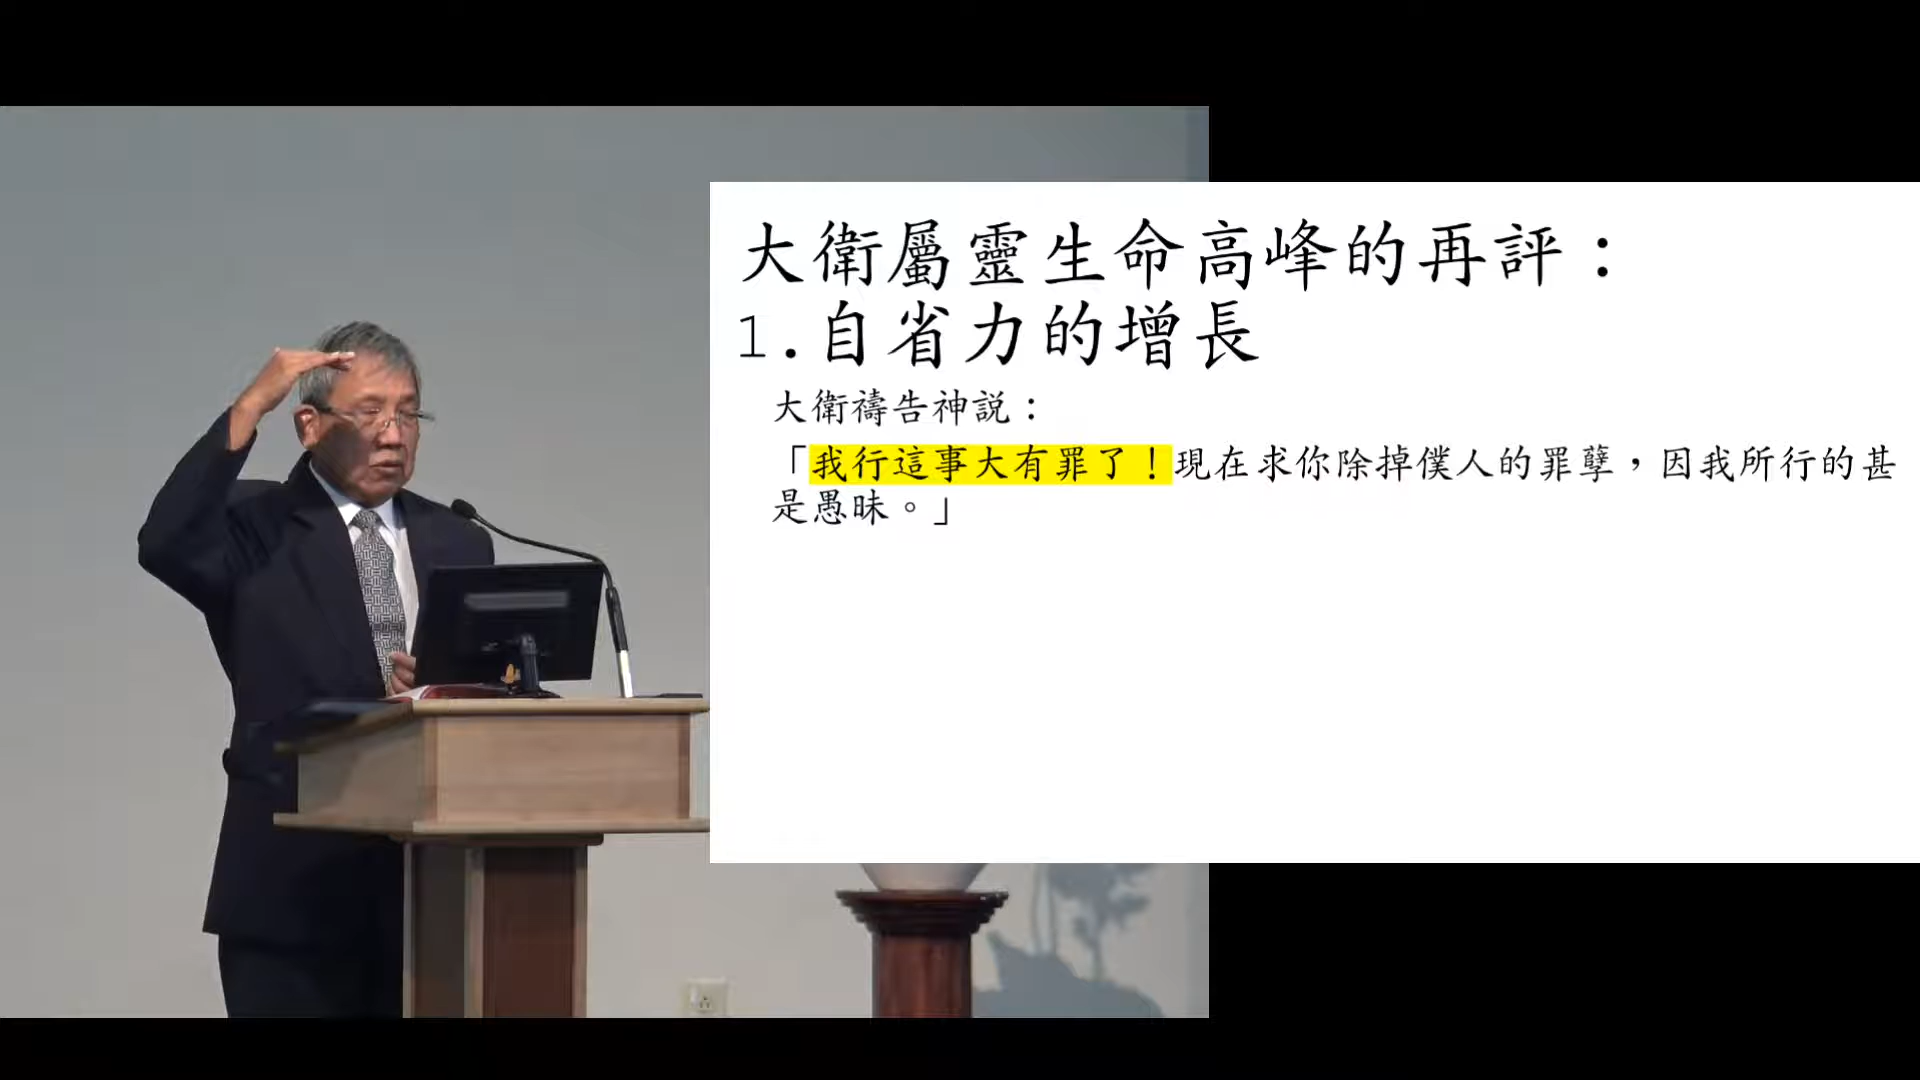 大衛屬靈生命高峰的再評：
1.自省力的增長
大衛禱告神説：
「我行這事大有罪了！現在求你除掉僕人的罪孽，因我所行的甚
是愚昧。」